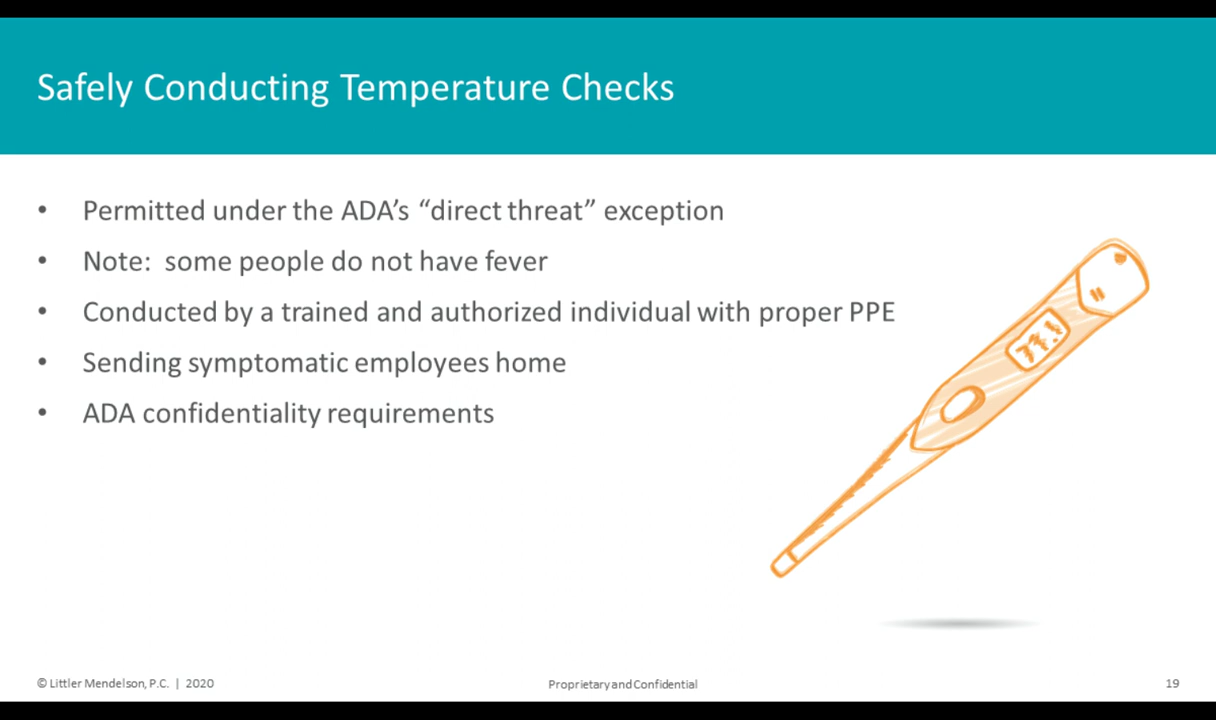 Safely Conducting Temperature Checks
• Permitted under the ADA’s “direct threat” exception
• Note: some people do not have fever
• Conducted by a trained and authorized individual with proper PPE
• Sending symptomatic employees home
• ADA confidentiality requirements
© Littler Mendelson, P.C. | 2020
Proprietary and Confidential
19